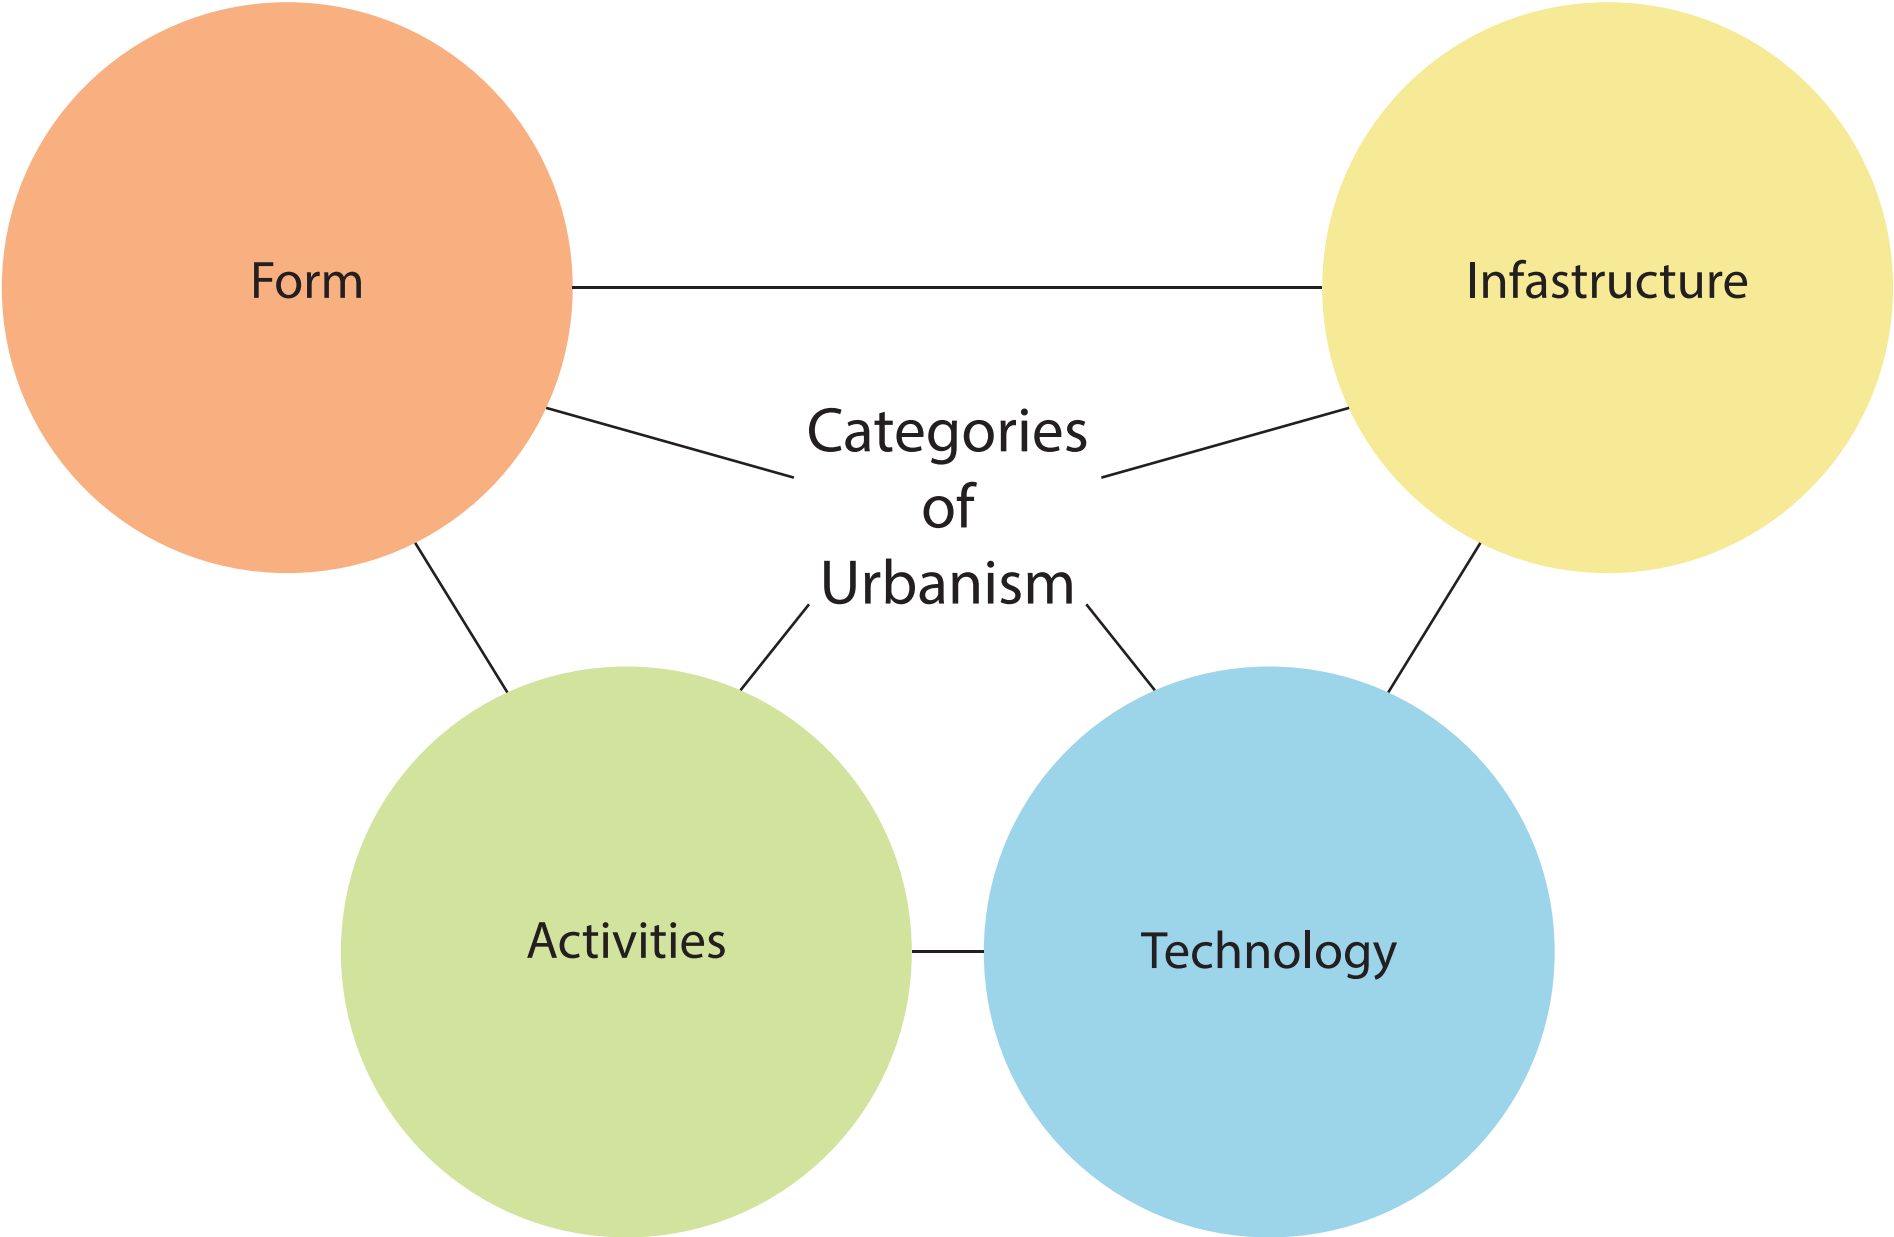 Form
Infastructure
Categories
of
Urbanism
Activities
Technology